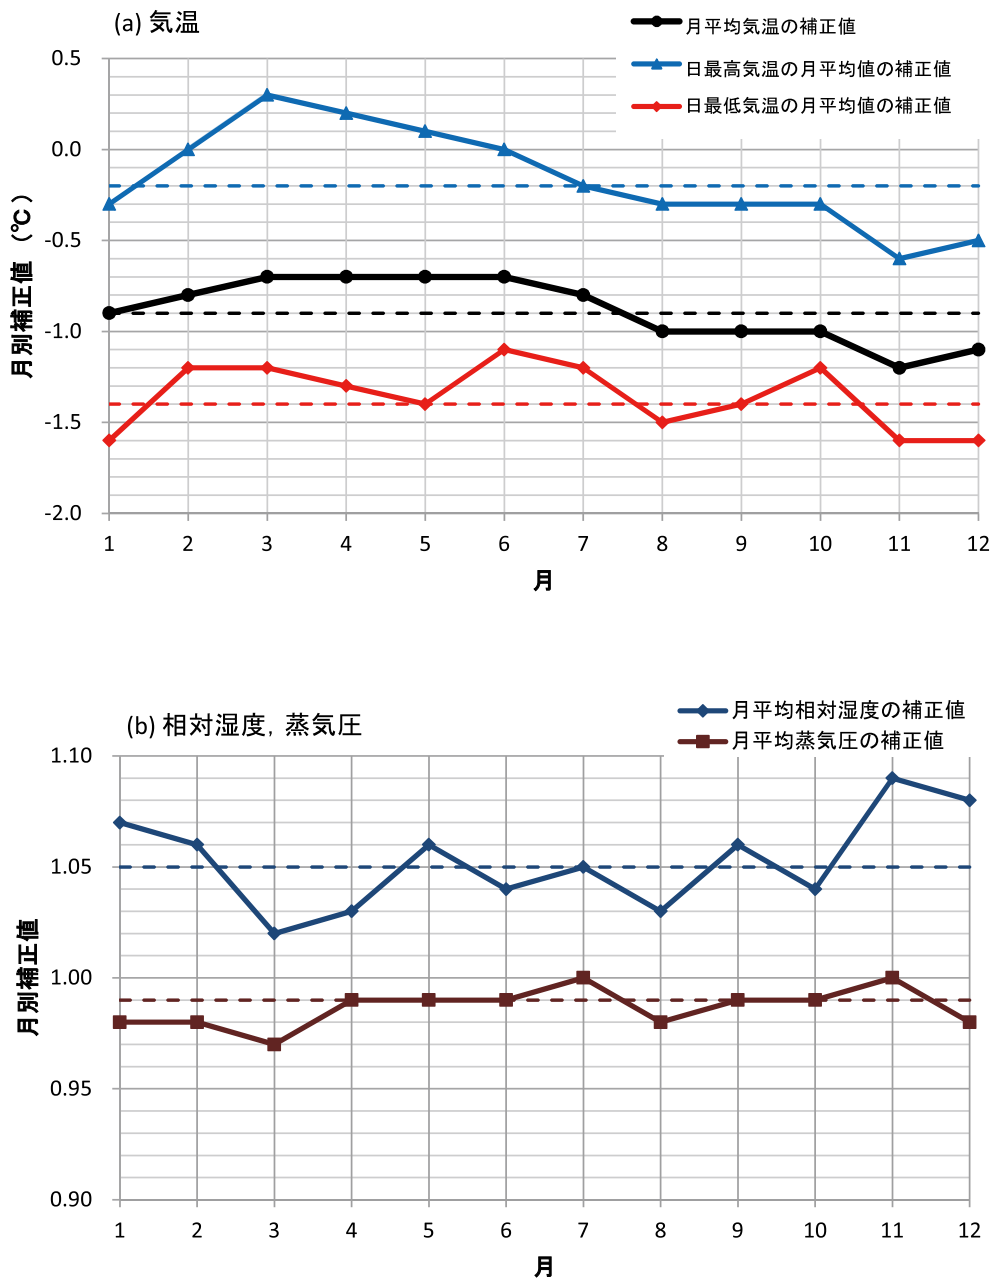 (a) 気温
月平均気温の補正値
日最高気温の月平均値の補正値
日最低気温の月平均値の補正値
0.5
0.0
-0.5
-1.0
-1.5
-2.0
月別補正値（℃）
1 2 3 4 5 6 7 8 9 10 11 12
月
(b) 相対湿度，蒸気圧
月平均相対湿度の補正値
月平均蒸気圧の補正値
1.10
1.05
1.00
0.95
0.90
月別補正値
1 2 3 4 5 6 7 8 9 10 11 12
月